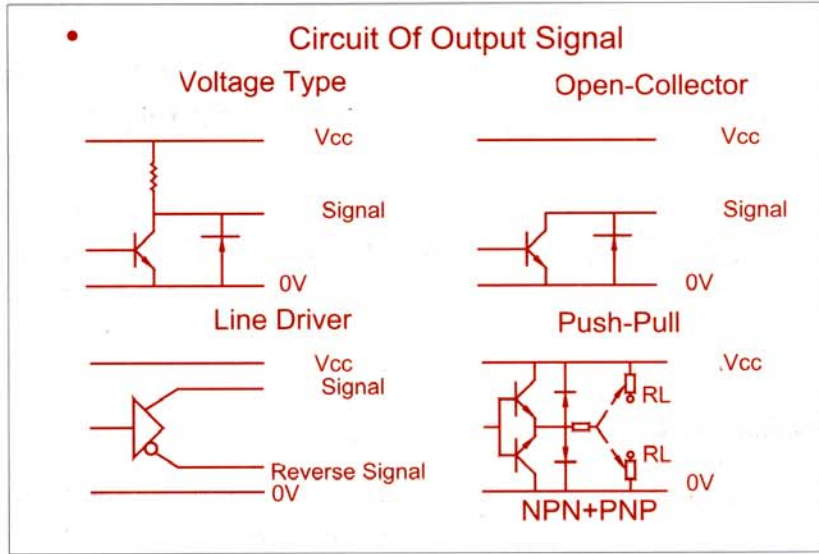 • Circuit Of Output Signal
Voltage Type
Vcc
Signal
0V
Open-Collector
Vcc
Signal
0V
Line Driver
Vcc
Signal
Reverse Signal
0V
Push-Pull
Vcc
RL
RL
0V
NPN+PNP